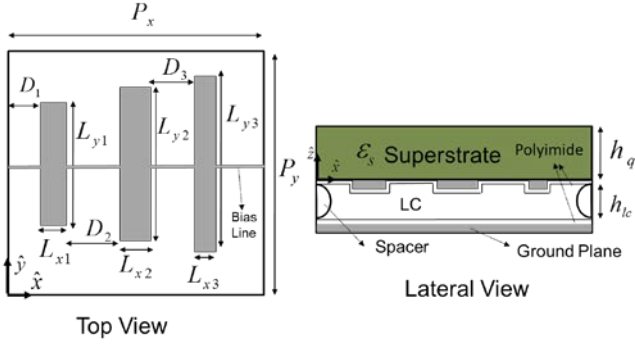 P_x
D_1
D_3
L_y1
L_y2
L_y3
P_y
Bias
Line
D_2
L_x1
L_x2
L_x3
ŷ
x̂
Top View
ε_s Superstrate
Polyimide
h_q
ẑ
x̂
LC
h_lc
Spacer
Ground Plane
Lateral View